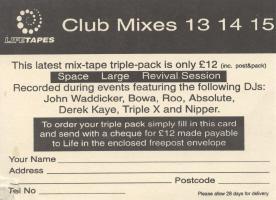 LIFETAPES
Club Mixes 13 14 15
This latest mix-tape triple-pack is only £12 (inc. post&pack)
Space Large Revival Session
Recorded during events featuring the following DJs:
John Waddicker, Bowa, Roo, Absolute,
Derek Kaye, Triple X and Nipper.
To order your triple pack simply fill in this card
and send with a cheque for £12 made payable
to Life in the enclosed freepost envelope
Your Name
Address
Postcode
Tel No
Please allow 28 days for delivery